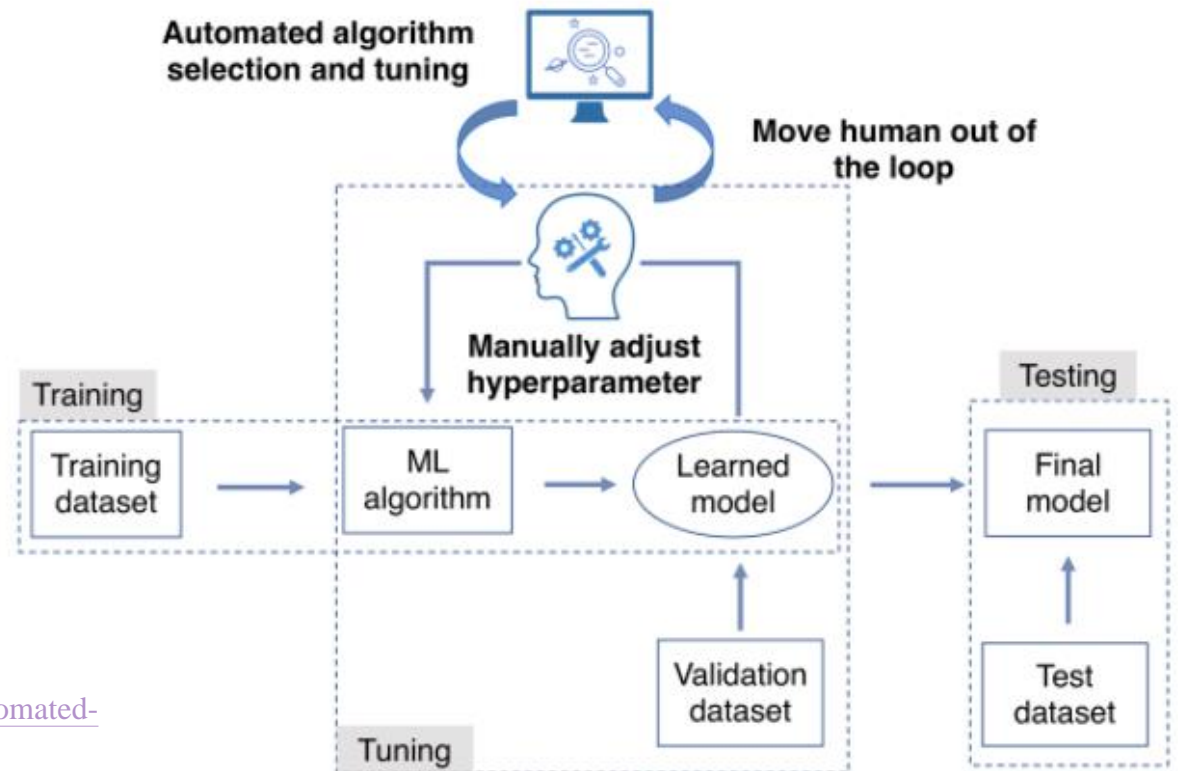 Automated algorithm
selection and tuning
Move human out of
the loop
Manually adjust
hyperparameter
Training
Testing
Training
dataset
ML
algorithm
Learned
model
Final
model
Validation
dataset
Test
dataset
omated-
Tuning